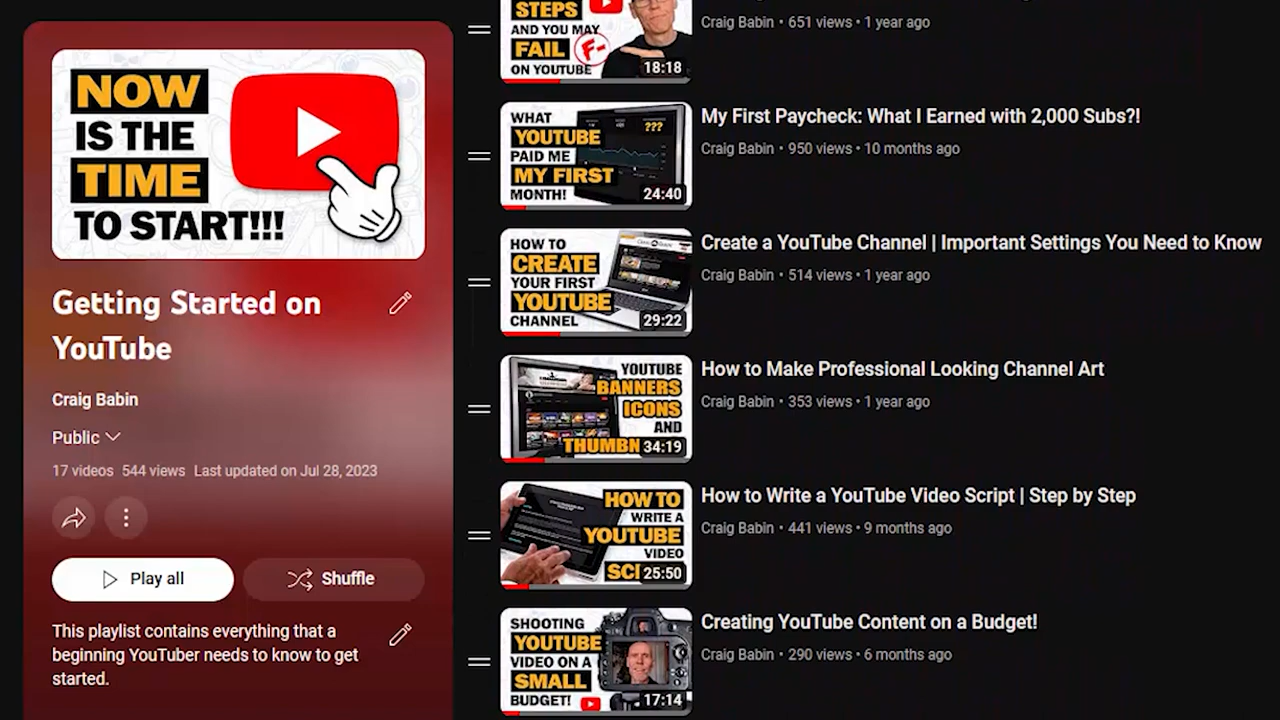 NOW
IS THE
TIME
TO START!!!
Getting Started on
YouTube
Craig Babin
Public
17 videos 544 views Last updated on Jul 28, 2023
Play all
Shuffle
This playlist contains everything that a
beginning YouTuber needs to know to get
started.
STEPS
AND YOU MAY
FAIL
F-
ON YOUTUBE
18:18
Craig Babin • 651 views • 1 year ago
WHAT
YOUTUBE
PAID ME
MY FIRST
MONTH!
???
24:40
My First Paycheck: What I Earned with 2,000 Subs?!
Craig Babin • 950 views • 10 months ago
HOW TO
CREATE
YOUR FIRST
YOUTUBE
CHANNEL
29:22
Create a YouTube Channel | Important Settings You Need to Know
Craig Babin • 514 views • 1 year ago
YOUTUBE
BANNERS
ICONS
AND
THUMBN
34:19
How to Make Professional Looking Channel Art
Craig Babin • 353 views • 1 year ago
HOW TO
WRITE A
YOUTUBE
VIDEO
SCI
25:50
How to Write a YouTube Video Script | Step by Step
Craig Babin • 441 views • 9 months ago
SHOOTING
YOUTUBE
VIDEO ON A
SMALL
BUDGET!
17:14
Creating YouTube Content on a Budget!
Craig Babin • 290 views • 6 months ago